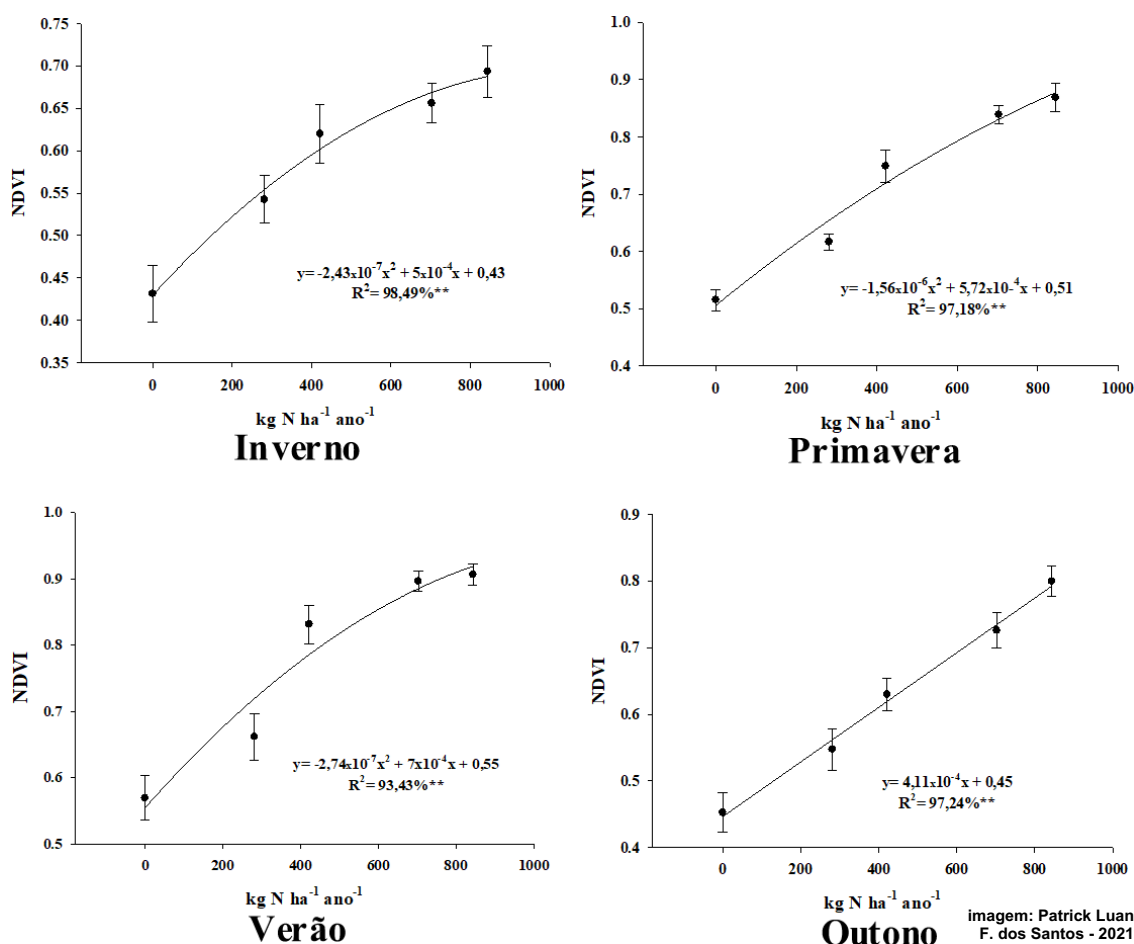 0.75
0.70
0.65
0.60
0.55
0.50
0.45
0.40
0.35
NDVI
y= -2,43x10⁻⁷x² + 5x10⁻⁴x + 0,43
R²= 98,49%**
0 200 400 600 800 1000
kg N ha⁻¹ ano⁻¹
Inverno
1.0
0.9
0.8
0.7
0.6
0.5
0.4
NDVI
y= -1,56x10⁻⁶x² + 5,72x10⁻⁴x + 0,51
R²= 97,18%**
0 200 400 600 800 1000
kg N ha⁻¹ ano⁻¹
Primavera
1.0
0.9
0.8
0.7
0.6
0.5
NDVI
y= -2,74x10⁻⁷x² + 7x10⁻⁴x + 0,55
R²= 93,43%**
0 200 400 600 800 1000
kg N ha⁻¹ ano⁻¹
Verão
0.9
0.8
0.7
0.6
0.5
0.4
NDVI
y= 4,11x10⁻⁴x + 0,45
R²= 97,24%**
0 200 400 600 800 1000
kg N ha⁻¹ ano⁻¹
Outono
imagem: Patrick Luan
F. dos Santos - 2021